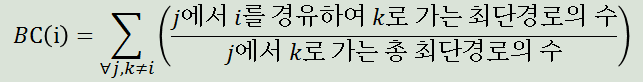 BC(i) = ∑_{∀j,k≠i} ( j에서 i를 경유하여 k로 가는 최단경로의 수 / j에서 k로 가는 총 최단경로의 수 )